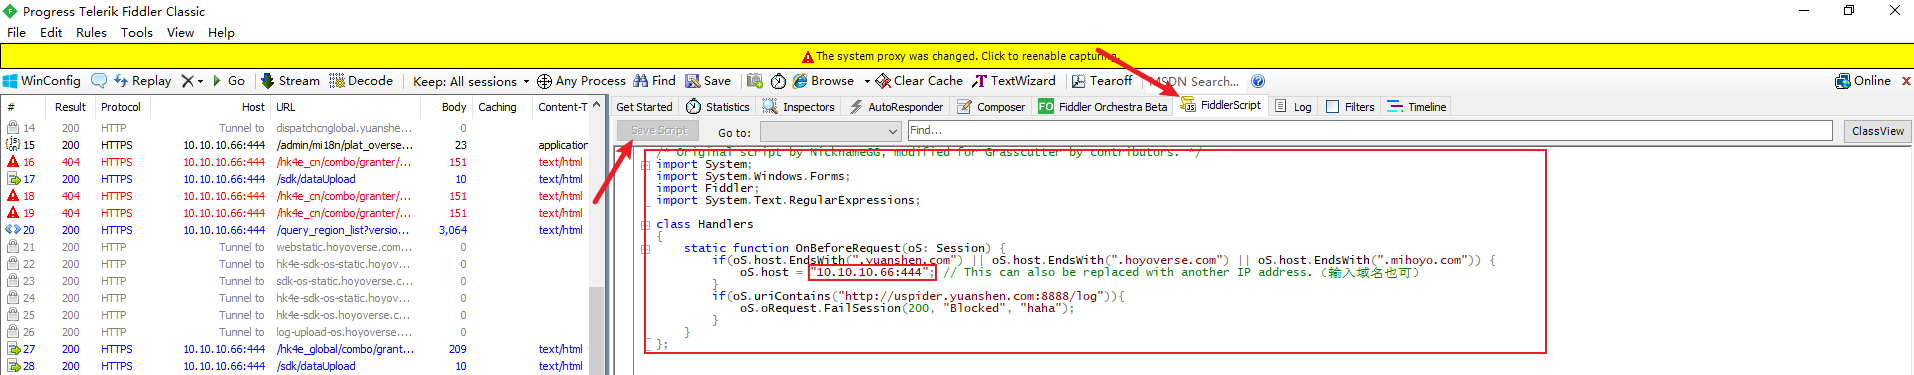 Progress Telerik Fiddler Classic
File Edit Rules Tools View Help
The system proxy was changed. Click to reenable capturing.
WinConfig Replay Go Stream Decode Keep: All sessions Any Process Find Save Browse Clear Cache TextWizard Tearoff MSDN Search... Online
# Result Protocol Host URL Body Caching Content-T
14 200 HTTP Tunnel to dispatchcnglobal.yuanshe... 0
15 200 HTTPS 10.10.10.66:444 /admin/mi18n/plat_overse... 23 application
16 404 HTTPS 10.10.10.66:444 /hk4e_cn/combo/granter/... 151 text/html
17 200 HTTPS 10.10.10.66:444 /sdk/dataUpload 10 text/html
18 404 HTTPS 10.10.10.66:444 /hk4e_cn/combo/granter/... 151 text/html
19 404 HTTPS 10.10.10.66:444 /hk4e_cn/combo/granter/... 151 text/html
20 200 HTTPS 10.10.10.66:444 /query_region_list?versio... 3,064 text/html
21 200 HTTP Tunnel to webstatic.hoyoverse.com... 0
22 200 HTTP Tunnel to hk4e-sdk-os-static.hoyov... 0
23 200 HTTP Tunnel to sdk-os-static.hoyoverse.... 0
24 200 HTTP Tunnel to hk4e-sdk-os-static.hoyov... 0
25 200 HTTP Tunnel to hk4e-sdk-os.hoyoverse.c... 0
26 200 HTTP Tunnel to log-upload-os.hoyoverse.... 0
27 200 HTTPS 10.10.10.66:444 /hk4e_global/combo/grant... 209 text/html
28 200 HTTPS 10.10.10.66:444 /sdk/dataUpload 10 text/html
Get Started Statistics Inspectors AutoResponder Composer FO Fiddler Orchestra Beta FiddlerScript Log Filters Timeline
Save Script Go to: Find... ClassView
/* Original script by NicknameGG, modified for Grasscutter by contributors. */
import System;
import System.Windows.Forms;
import Fiddler;
import System.Text.RegularExpressions;
class Handlers
{
static function OnBeforeRequest(oS: Session) {
if(oS.host.EndsWith(".yuanshen.com") || oS.host.EndsWith(".hoyoverse.com") || oS.host.EndsWith(".mihoyo.com")) {
oS.host = "10.10.10.66:444"; // This can also be replaced with another IP address.（输入域名也可）
}
if(oS.uriContains("http://uspider.yuanshen.com:8888/log")){
oS.oRequest.FailSession(200, "Blocked", "haha");
}
}
};